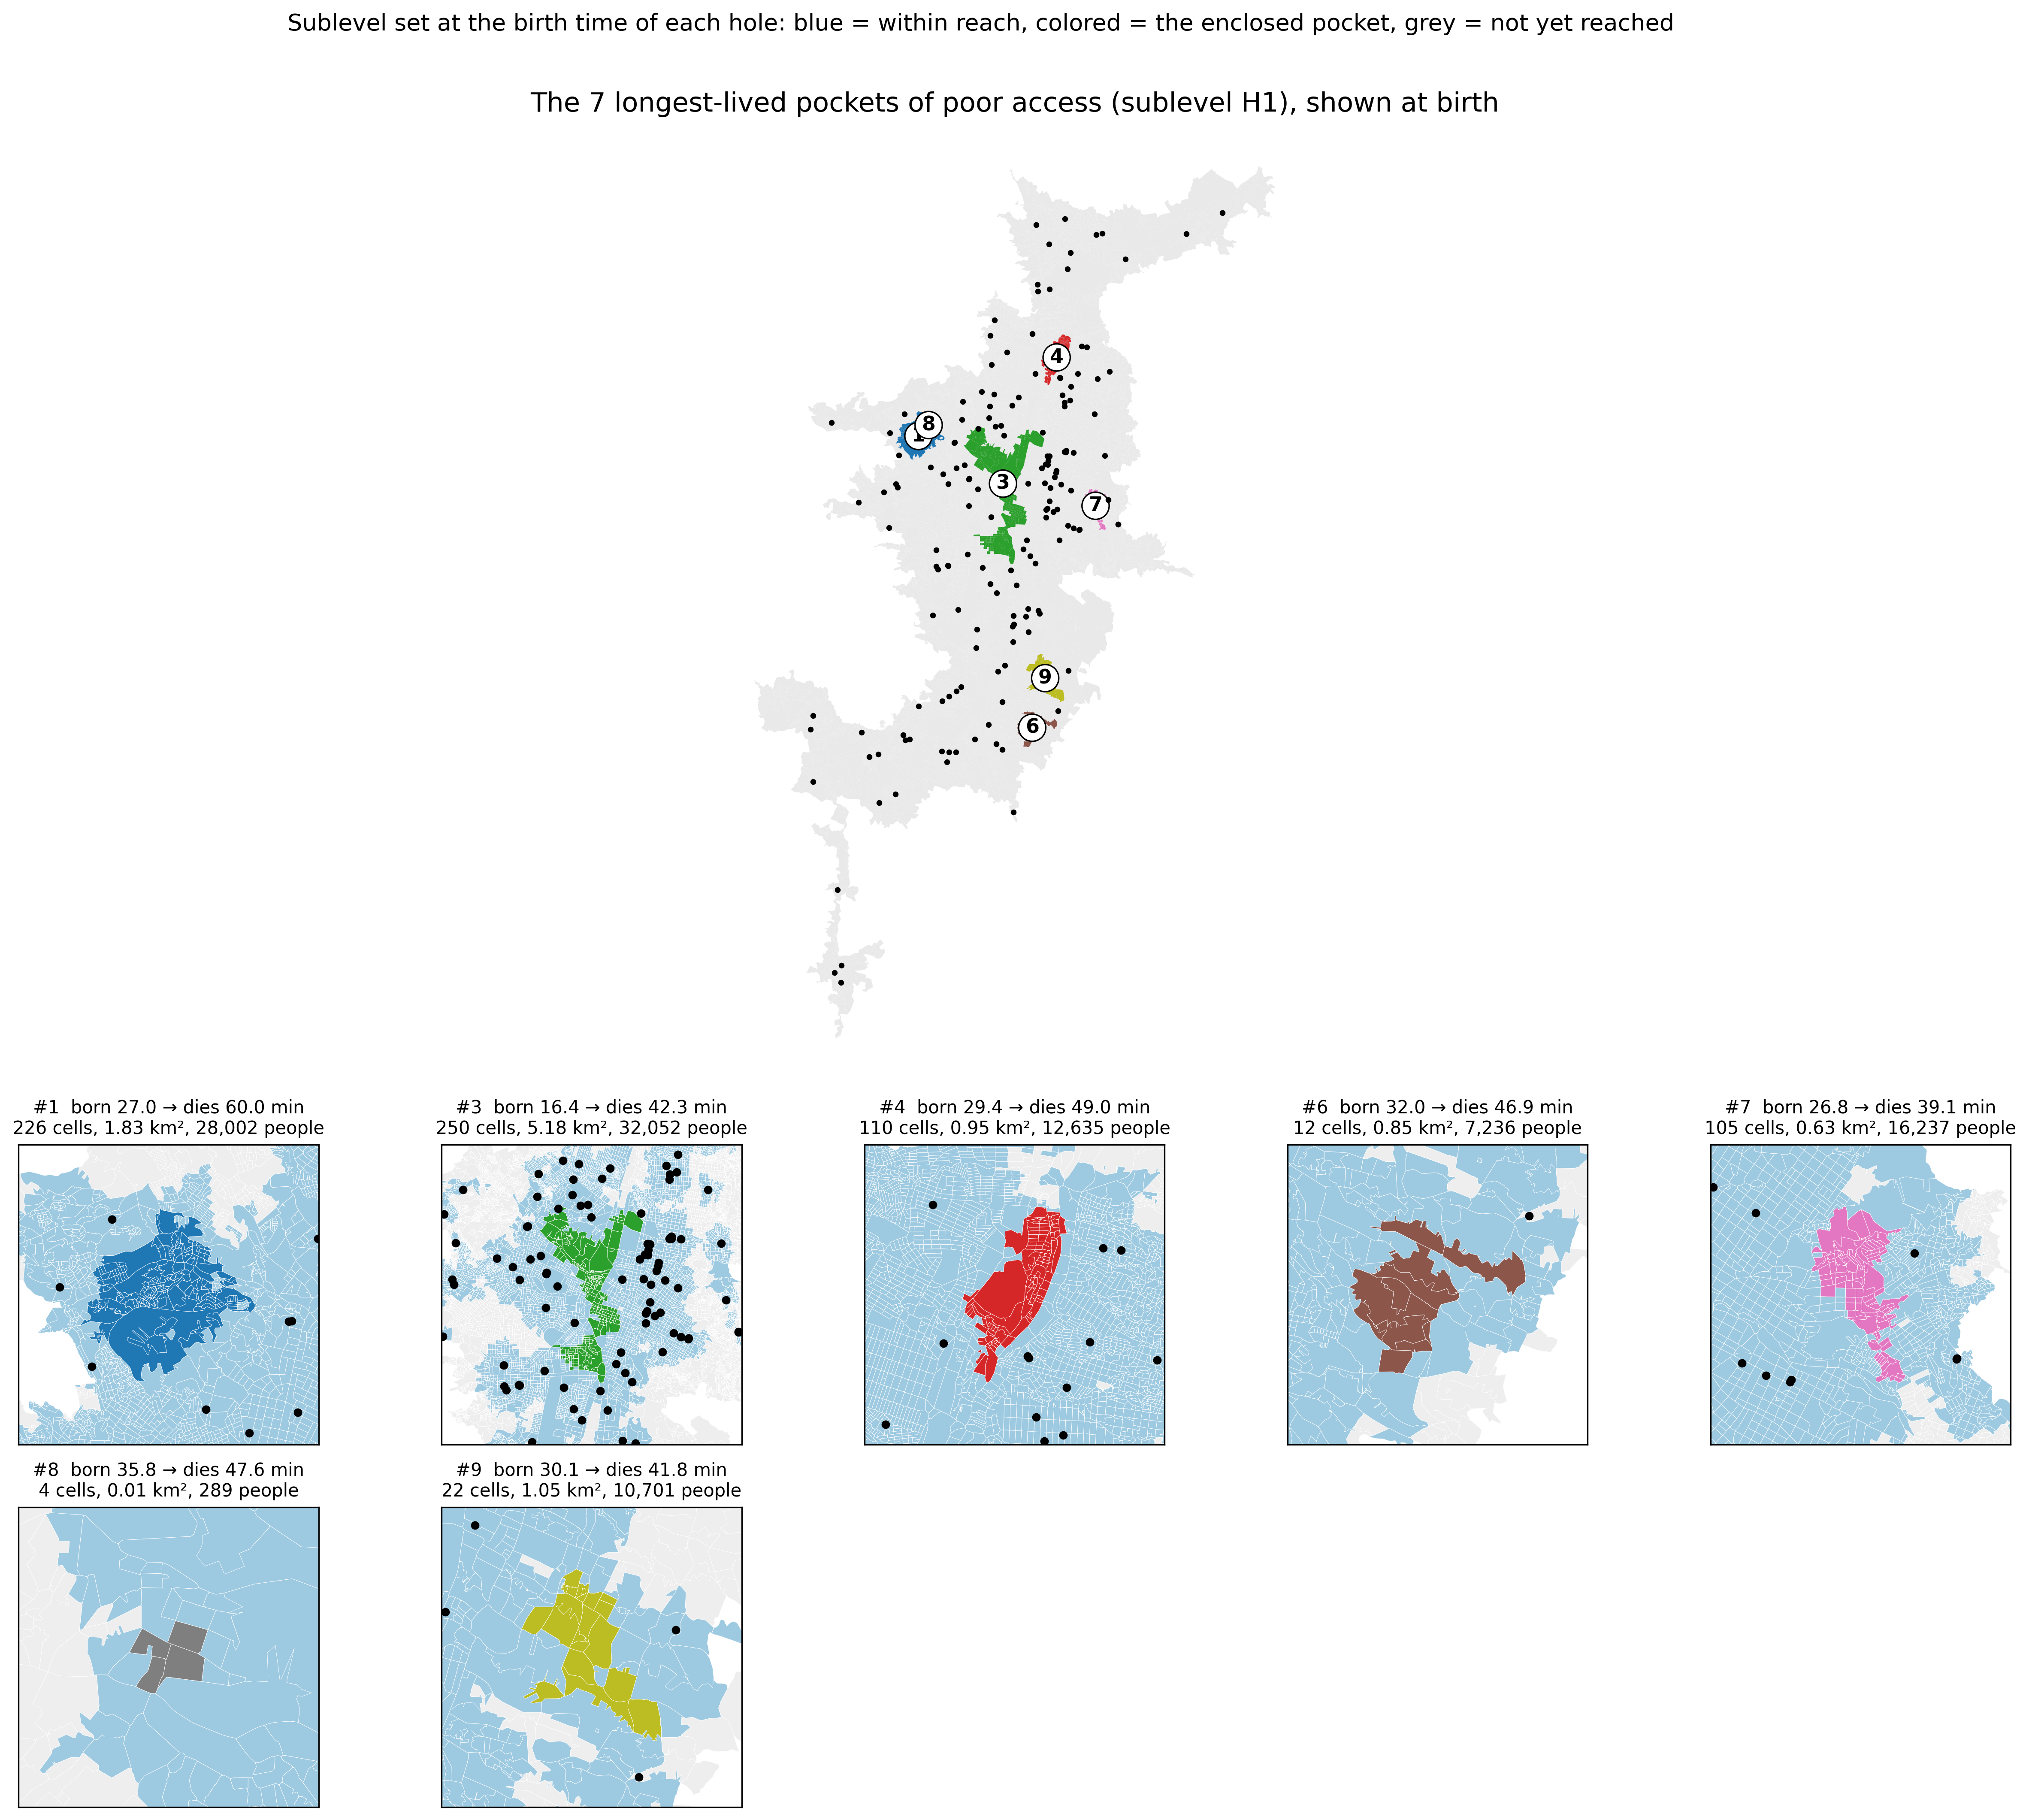 Sublevel set at the birth time of each hole: blue = within reach, colored = the enclosed pocket, grey = not yet reached
The 7 longest-lived pockets of poor access (sublevel H1), shown at birth
4
8
1
3
7
9
6
#1  born 27.0 → dies 60.0 min
226 cells, 1.83 km², 28,002 people
#3  born 16.4 → dies 42.3 min
250 cells, 5.18 km², 32,052 people
#4  born 29.4 → dies 49.0 min
110 cells, 0.95 km², 12,635 people
#6  born 32.0 → dies 46.9 min
12 cells, 0.85 km², 7,236 people
#7  born 26.8 → dies 39.1 min
105 cells, 0.63 km², 16,237 people
#8  born 35.8 → dies 47.6 min
4 cells, 0.01 km², 289 people
#9  born 30.1 → dies 41.8 min
22 cells, 1.05 km², 10,701 people